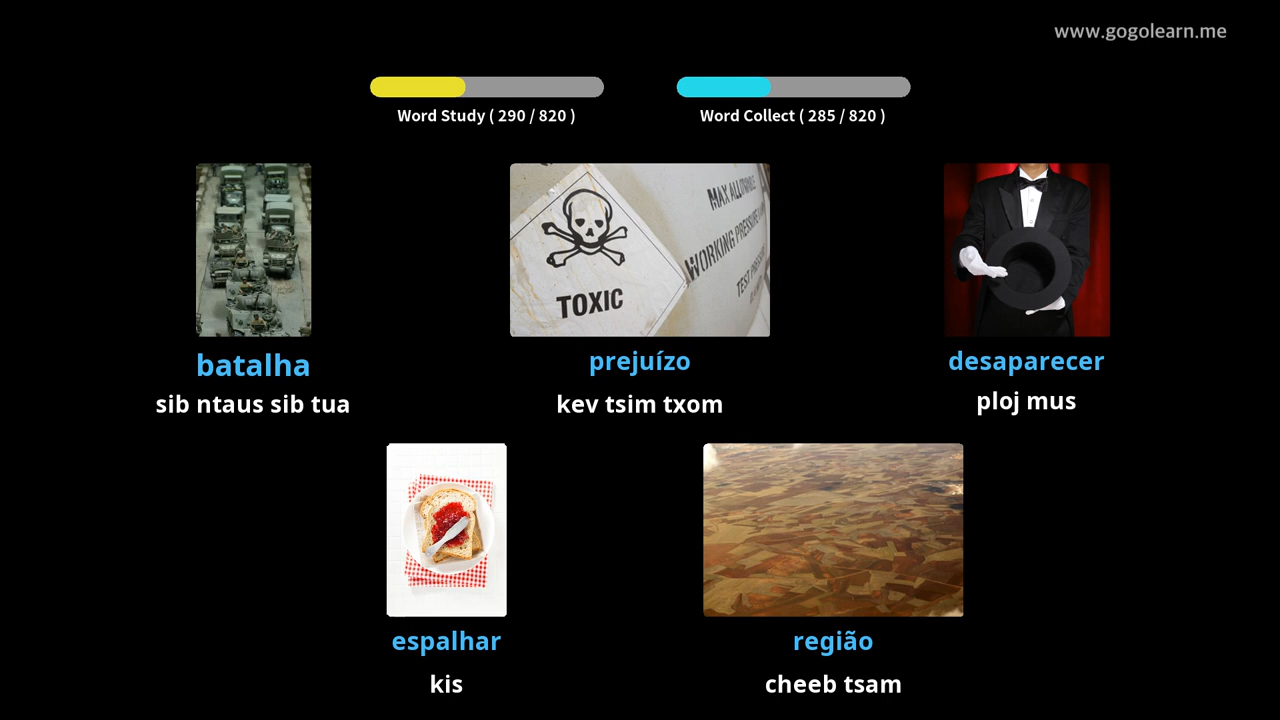 www.gogolearn.me
Word Study ( 290 / 820 )
Word Collect ( 285 / 820 )
TOXIC
MAX ALLOWABLE
WORKING PRESSURE
TEST
batalha
prejuízo
desaparecer
sib ntaus sib tua
kev tsim txom
ploj mus
espalhar
região
kis
cheeb tsam